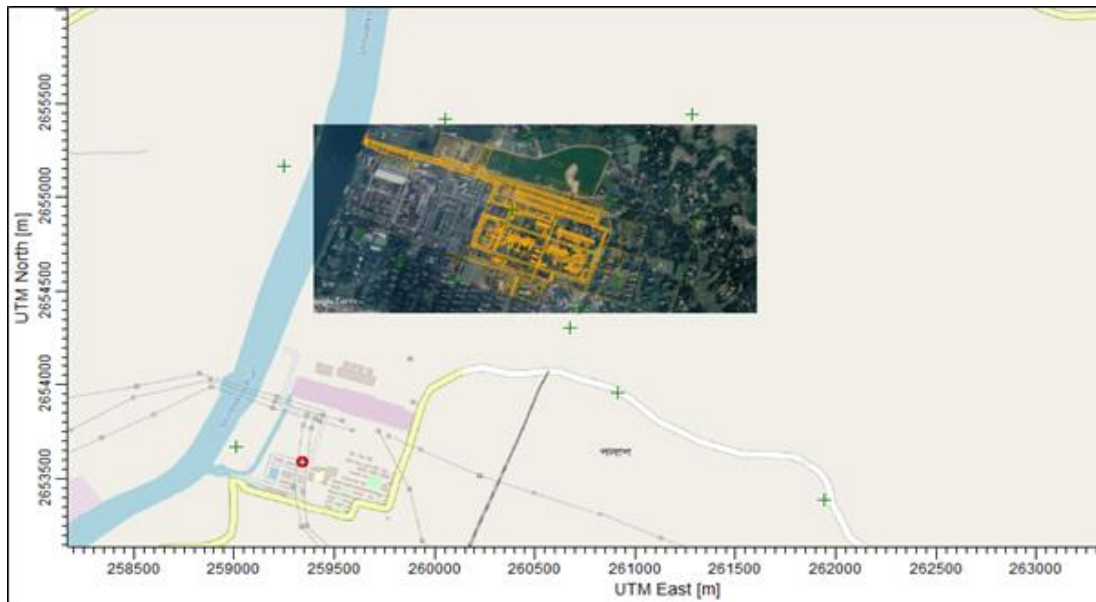 UTM North [m]
2655500
2655000
2654500
2654000
2653500
পলাশ
258500 259000 259500 260000 260500 261000 261500 262000 262500 263000
UTM East [m]